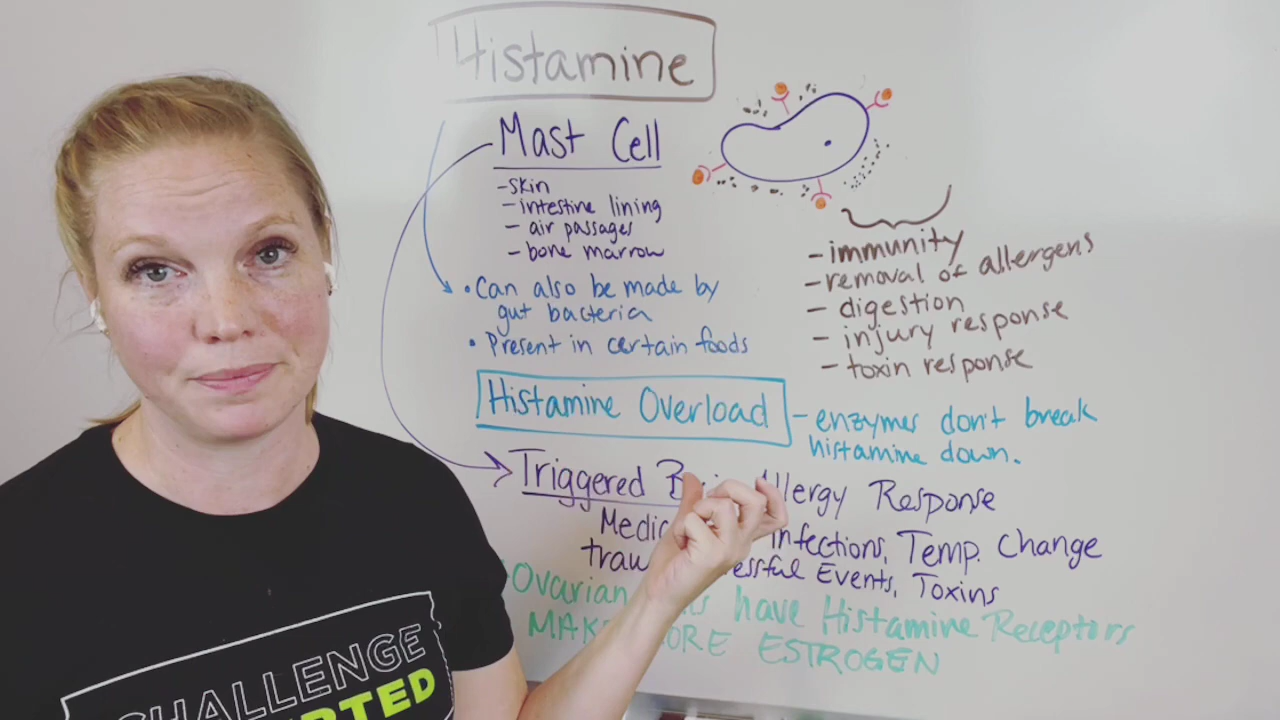 Histamine
Mast Cell
-skin
- intestine lining
- air passages
- bone marrow
• Can also be made by
gut bacteria
• Present in certain foods
- immunity
- removal of allergens
- digestion
- injury response
- toxin response
Histamine Overload
- enzymes don't break
histamine down.
Triggered Allergy Response
Infections, Temp. Change
Events, Toxins
Ovarian have Histamine Receptors
ESTROGEN
CHALLENGE